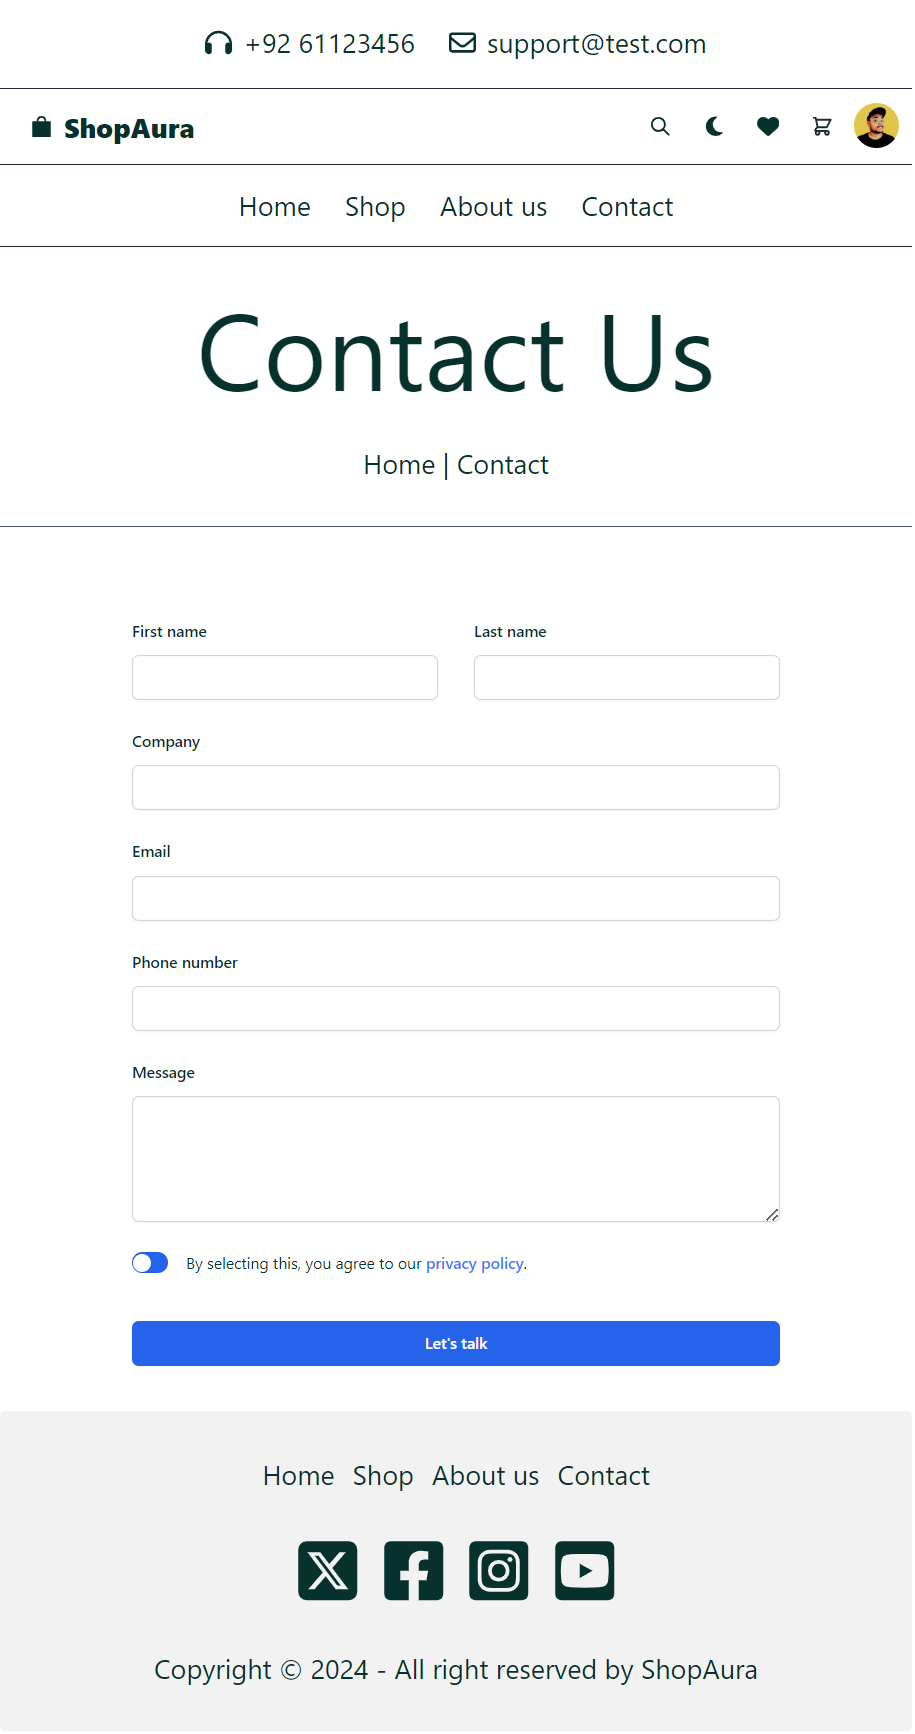 +92 61123456 support@test.com
ShopAura
Home Shop About us Contact
Contact Us
Home | Contact
First name Last name
Company
Email
Phone number
Message
By selecting this, you agree to our privacy policy.
Let's talk
Home Shop About us Contact
Copyright © 2024 - All right reserved by ShopAura